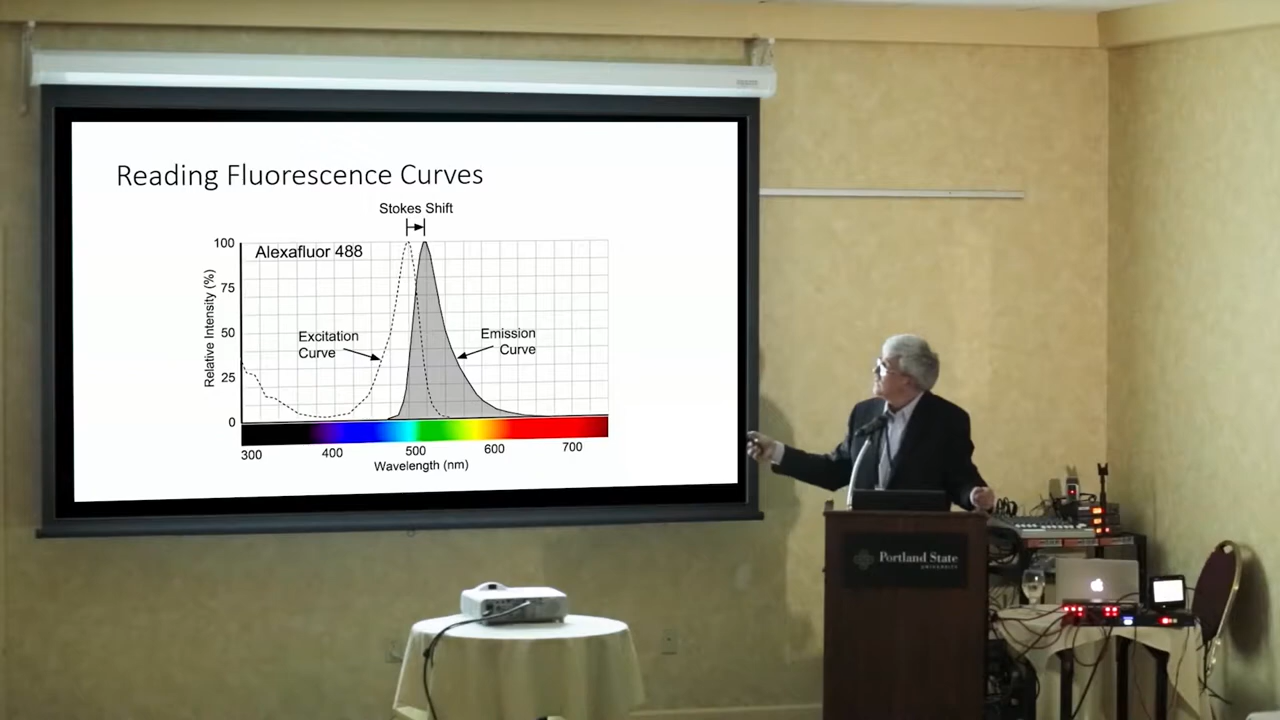 Reading Fluorescence Curves
Stokes Shift
Alexafluor 488
100
75
50
25
0
Relative Intensity (%)
Excitation
Curve
Emission
Curve
300 400 500 600 700
Wavelength (nm)
Portland State
UNIVERSITY